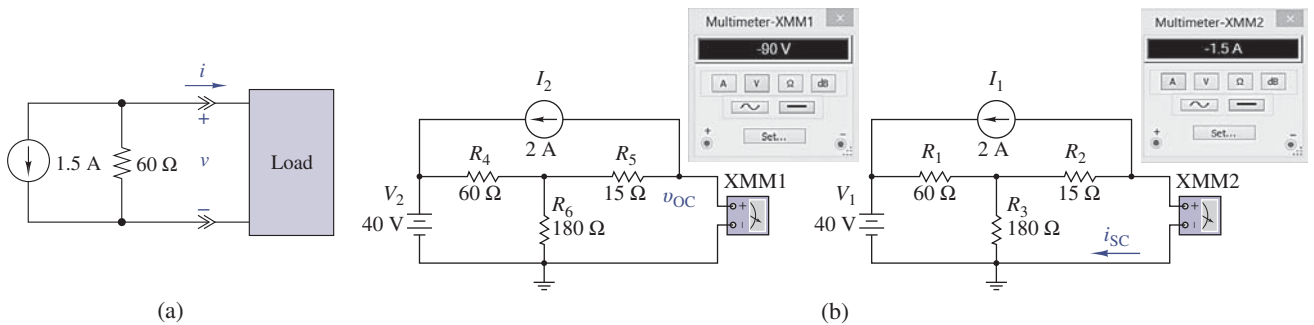 i
+
1.5 A
60 Ω
v
Load
−
(a)
Multimeter-XMM1
-90 V
A
V
Ω
dB
+
Set...
-
I2
2 A
R4
60 Ω
R5
15 Ω
V2
40 V
R6
180 Ω
vOC
XMM1
+
-
Multimeter-XMM2
-1.5 A
A
V
Ω
dB
+
Set...
-
I1
2 A
R1
60 Ω
R2
15 Ω
V1
40 V
R3
180 Ω
iSC
XMM2
+
-
(b)